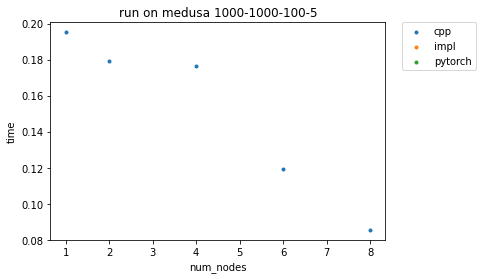 run on medusa 1000-1000-100-5
0.20
0.18
0.16
0.14
0.12
0.10
0.08
time
1 2 3 4 5 6 7 8
num_nodes
cpp
impl
pytorch